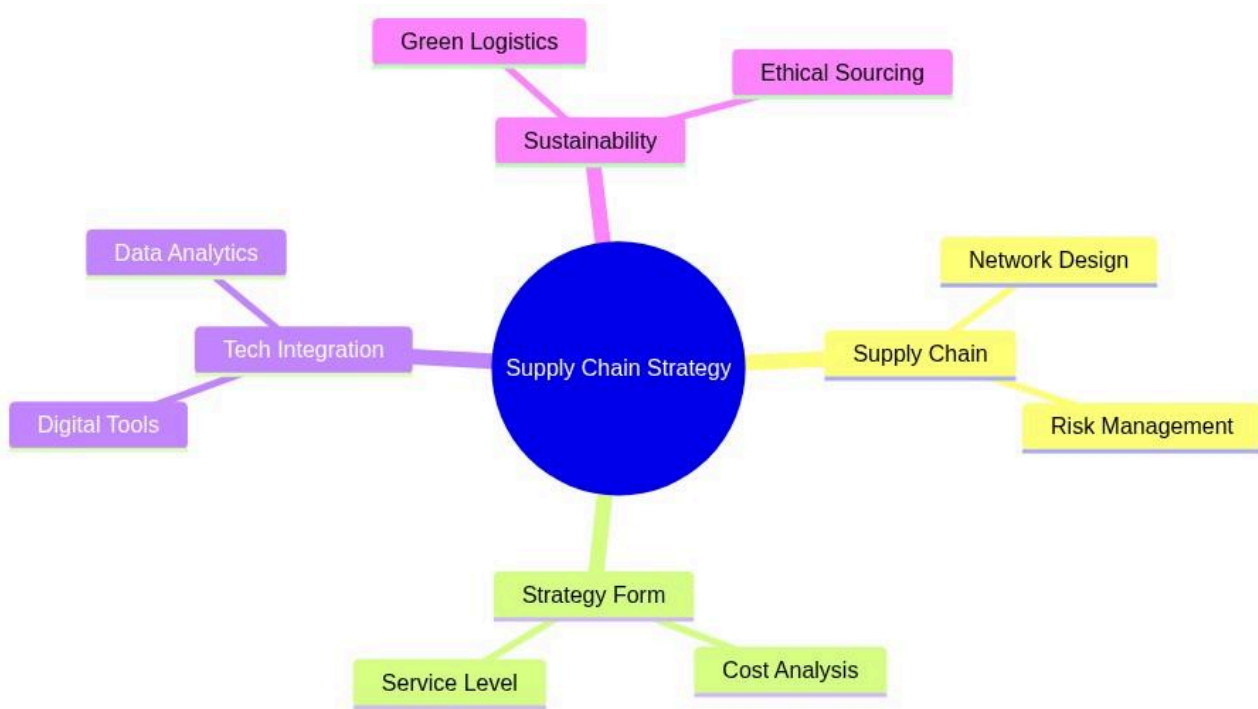 Green Logistics
Ethical Sourcing
Sustainability
Data Analytics
Network Design
Tech Integration
Supply Chain
Supply Chain Strategy
Digital Tools
Risk Management
Strategy Form
Service Level
Cost Analysis